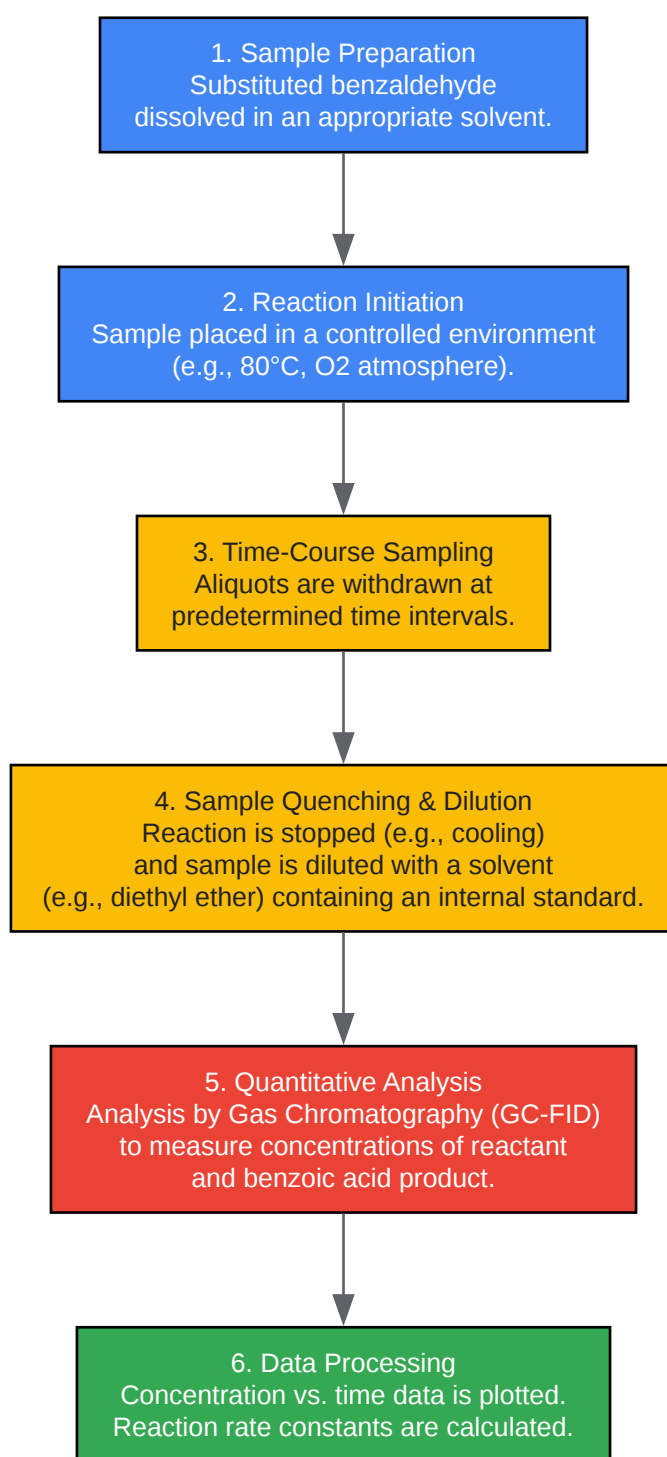 1. Sample Preparation
Substituted benzaldehyde
dissolved in an appropriate solvent.
2. Reaction Initiation
Sample placed in a controlled environment
(e.g., 80°C, O2 atmosphere).
3. Time-Course Sampling
Aliquots are withdrawn at
predetermined time intervals.
4. Sample Quenching & Dilution
Reaction is stopped (e.g., cooling)
and sample is diluted with a solvent
(e.g., diethyl ether) containing an internal standard.
5. Quantitative Analysis
Analysis by Gas Chromatography (GC-FID)
to measure concentrations of reactant
and benzoic acid product.
6. Data Processing
Concentration vs. time data is plotted.
Reaction rate constants are calculated.